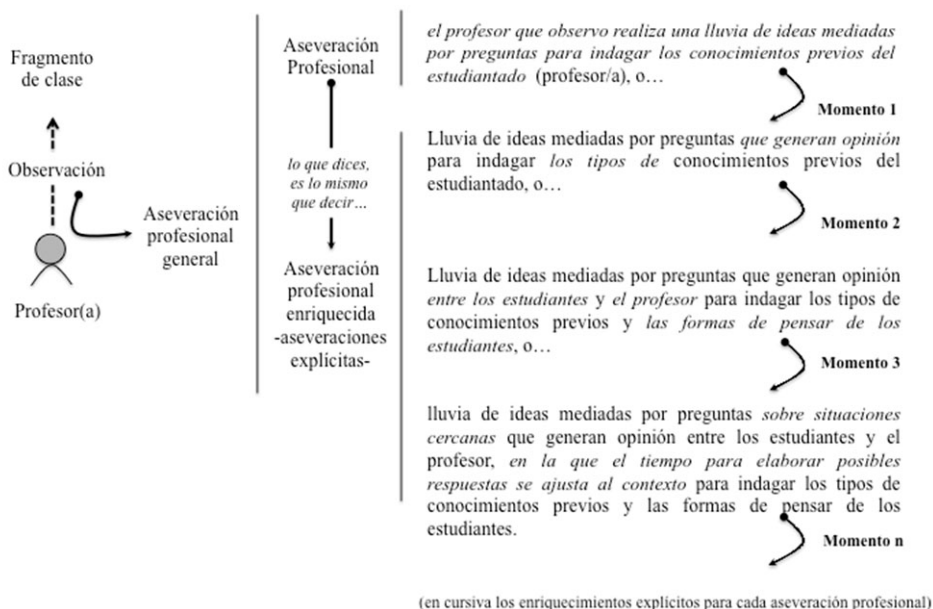 Fragmento
de clase
Observación
Aseveración
profesional
general
Profesor(a)
Aseveración
Profesional
lo que dices,
es lo mismo
que decir…
Aseveración
profesional
enriquecida
-aseveraciones
explícitas-
el profesor que observo realiza una lluvia de ideas mediadas
por preguntas para indagar los conocimientos previos del
estudiantado (profesor/a), o…
Momento 1
Lluvia de ideas mediadas por preguntas que generan opinión
para indagar los tipos de conocimientos previos del
estudiantado, o…
Momento 2
Lluvia de ideas mediadas por preguntas que generan opinión
entre los estudiantes y el profesor para indagar los tipos de
conocimientos previos y las formas de pensar de los
estudiantes, o…
Momento 3
lluvia de ideas mediadas por preguntas sobre situaciones
cercanas que generan opinión entre los estudiantes y el
profesor, en la que el tiempo para elaborar posibles
respuestas se ajusta al contexto para indagar los tipos de
conocimientos previos y las formas de pensar de los
estudiantes.
Momento n
(en cursiva los enriquecimientos explícitos para cada aseveración profesional)